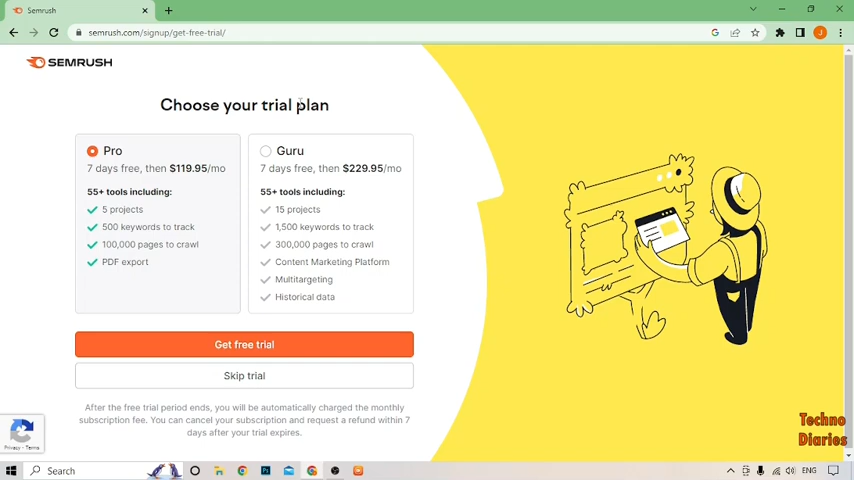 Semrush
semrush.com/signup/get-free-trial/
SEMRUSH
Choose your trial plan
Pro
7 days free, then $119.95/mo
55+ tools including:
5 projects
500 keywords to track
100,000 pages to crawl
PDF export
Guru
7 days free, then $229.95/mo
55+ tools including:
15 projects
1,500 keywords to track
300,000 pages to crawl
Content Marketing Platform
Multitargeting
Historical data
Get free trial
Skip trial
After the free trial period ends, you will be automatically charged the monthly
subscription fee. You can cancel your subscription and request a refund within 7
days after your trial expires.
Privacy - Terms
Techno
Diaries
Search
ENG